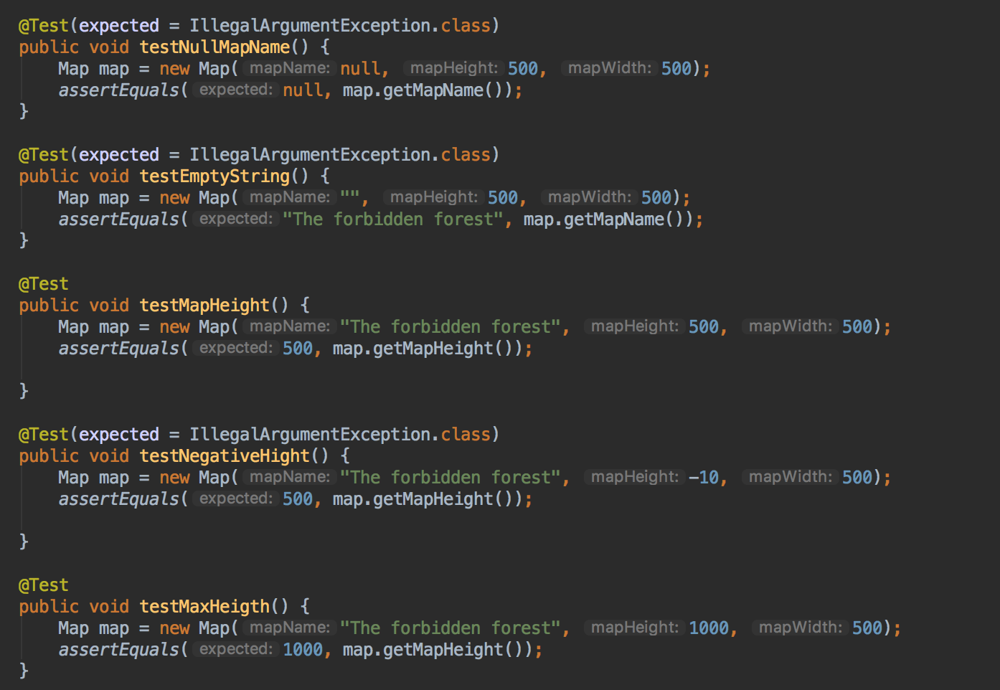 @Test(expected = IllegalArgumentException.class)
public void testNullMapName() {
Map map = new Map( mapName: null, mapHeight: 500, mapWidth: 500);
assertEquals( expected: null, map.getMapName());
}
@Test(expected = IllegalArgumentException.class)
public void testEmptyString() {
Map map = new Map( mapName: "", mapHeight: 500, mapWidth: 500);
assertEquals( expected: "The forbidden forest", map.getMapName());
}
@Test
public void testMapHeight() {
Map map = new Map( mapName: "The forbidden forest", mapHeight: 500, mapWidth: 500);
assertEquals( expected: 500, map.getMapHeight());
}
@Test(expected = IllegalArgumentException.class)
public void testNegativeHight() {
Map map = new Map( mapName: "The forbidden forest", mapHeight: -10, mapWidth: 500);
assertEquals( expected: 500, map.getMapHeight());
}
@Test
public void testMaxHeigth() {
Map map = new Map( mapName: "The forbidden forest", mapHeight: 1000, mapWidth: 500);
assertEquals( expected: 1000, map.getMapHeight());
}